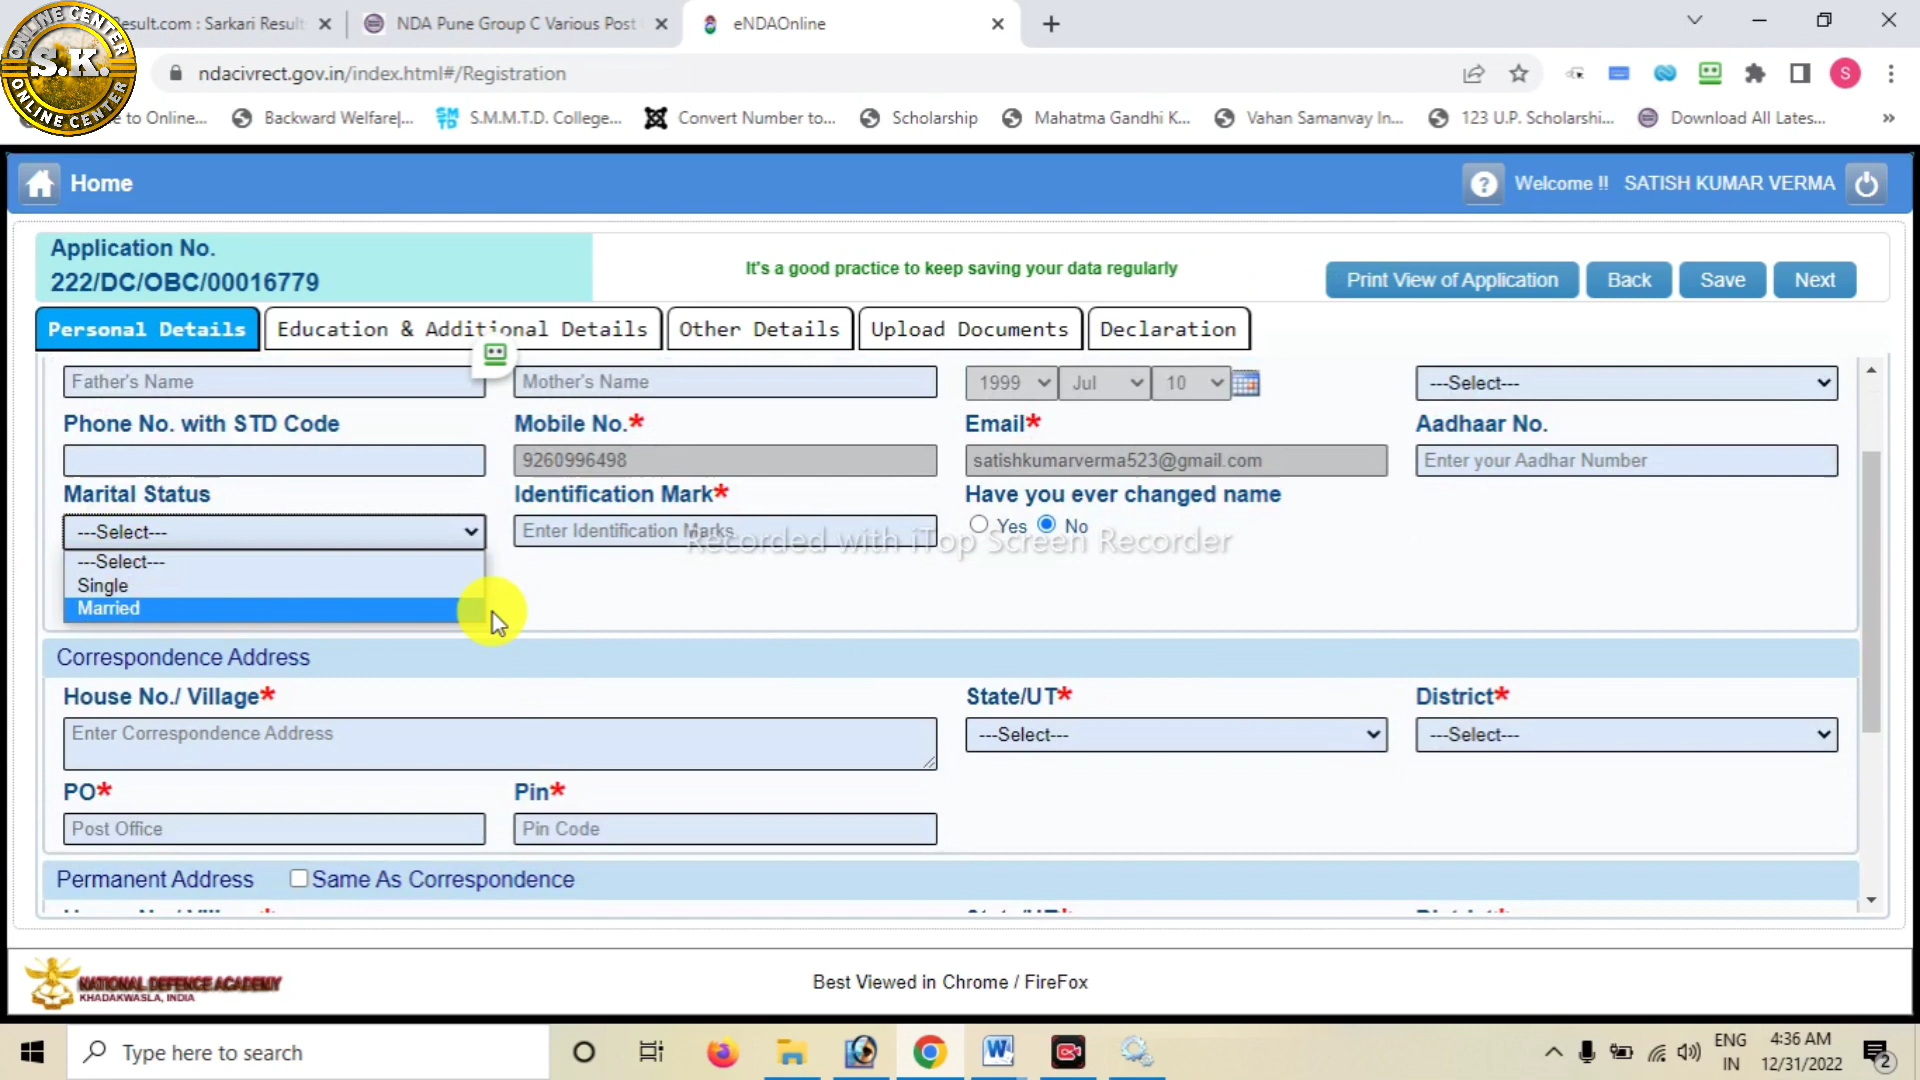 ONLINE CENTER
S.K.
ONLINE CENTER
Result.com : Sarkari Result
NDA Pune Group C Various Post
eNDAOnline
ndacivrect.gov.in/index.html#/Registration
S
e to Online...
Backward Welfare|...
S.M.M.T.D. College...
Convert Number to...
Scholarship
Mahatma Gandhi K...
Vahan Samanvay In...
123 U.P. Scholarshi...
Download All Lates...
»
Home
Welcome !! SATISH KUMAR VERMA
Application No.
222/DC/OBC/00016779
It's a good practice to keep saving your data regularly
Print View of Application
Back
Save
Next
Personal Details
Education & Additional Details
Other Details
Upload Documents
Declaration
Father's Name
Mother's Name
1999
Jul
10
---Select---
Phone No. with STD Code
Mobile No.*
Email*
Aadhaar No.
9260996498
satishkumarverma523@gmail.com
Enter your Aadhar Number
Marital Status
Identification Mark*
Have you ever changed name
---Select---
Enter Identification Marks
Yes
No
Recorded with iTop Screen Recorder
---Select---
Single
Married
Correspondence Address
House No./ Village*
State/UT*
District*
Enter Correspondence Address
---Select---
---Select---
PO*
Pin*
Post Office
Pin Code
Permanent Address
Same As Correspondence
NATIONAL DEFENCE ACADEMY
KHADAKWASLA, INDIA
Best Viewed in Chrome / FireFox
Type here to search
ENG
IN
4:36 AM
12/31/2022
2